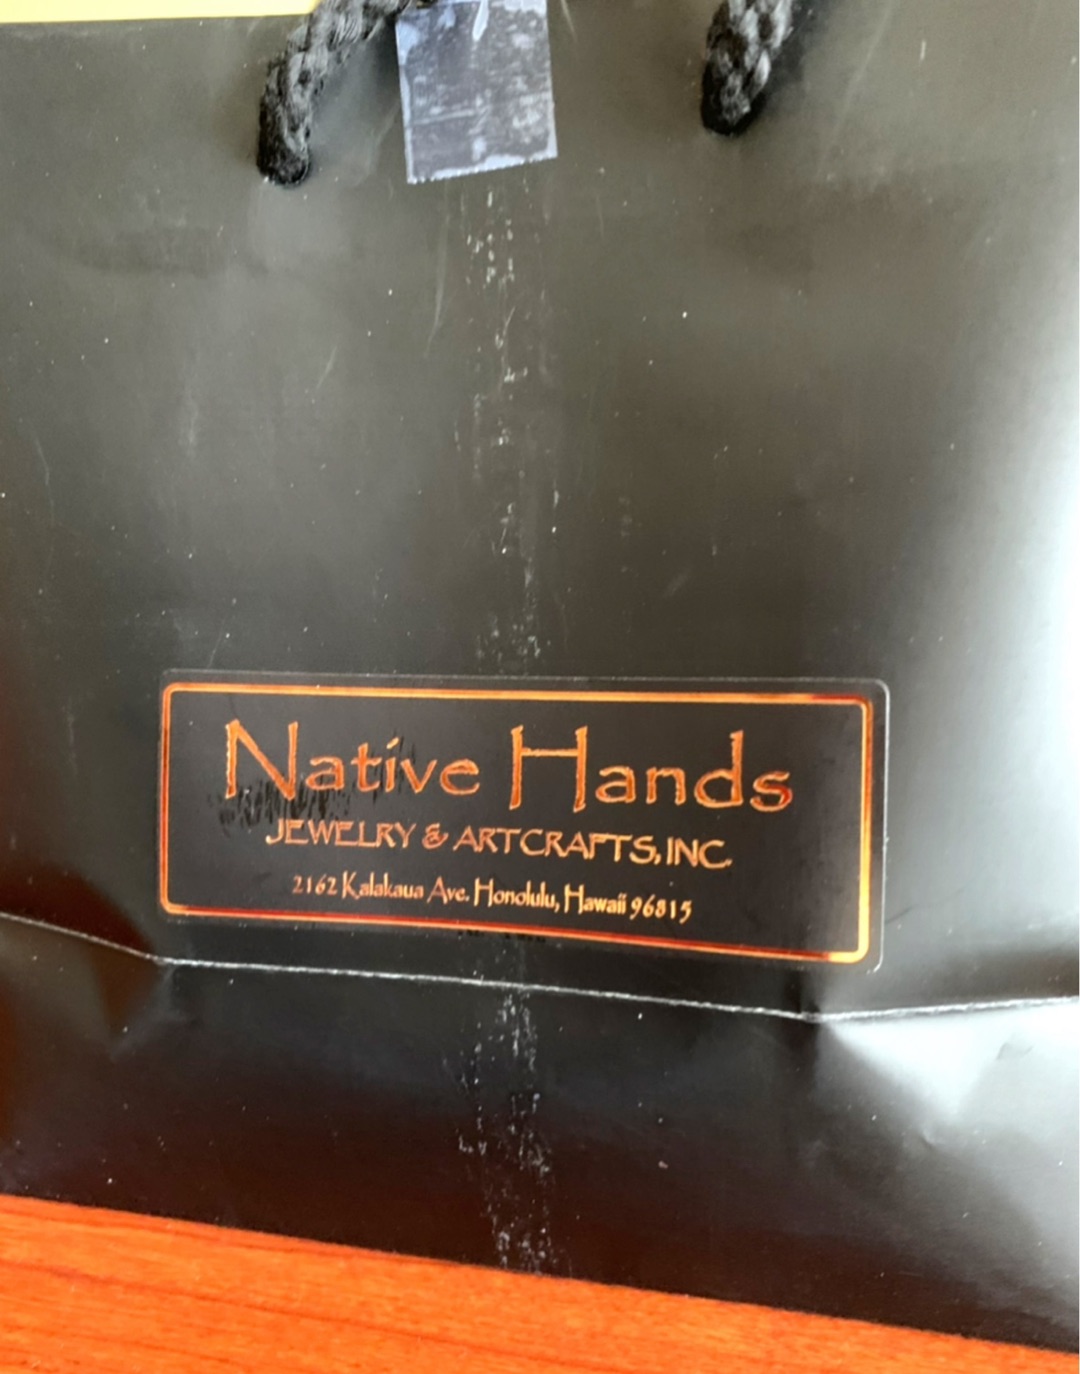 Native Hands
JEWELRY & ARTCRAFTS, INC.
2162 Kalakaua Ave. Honolulu, Hawaii 96815